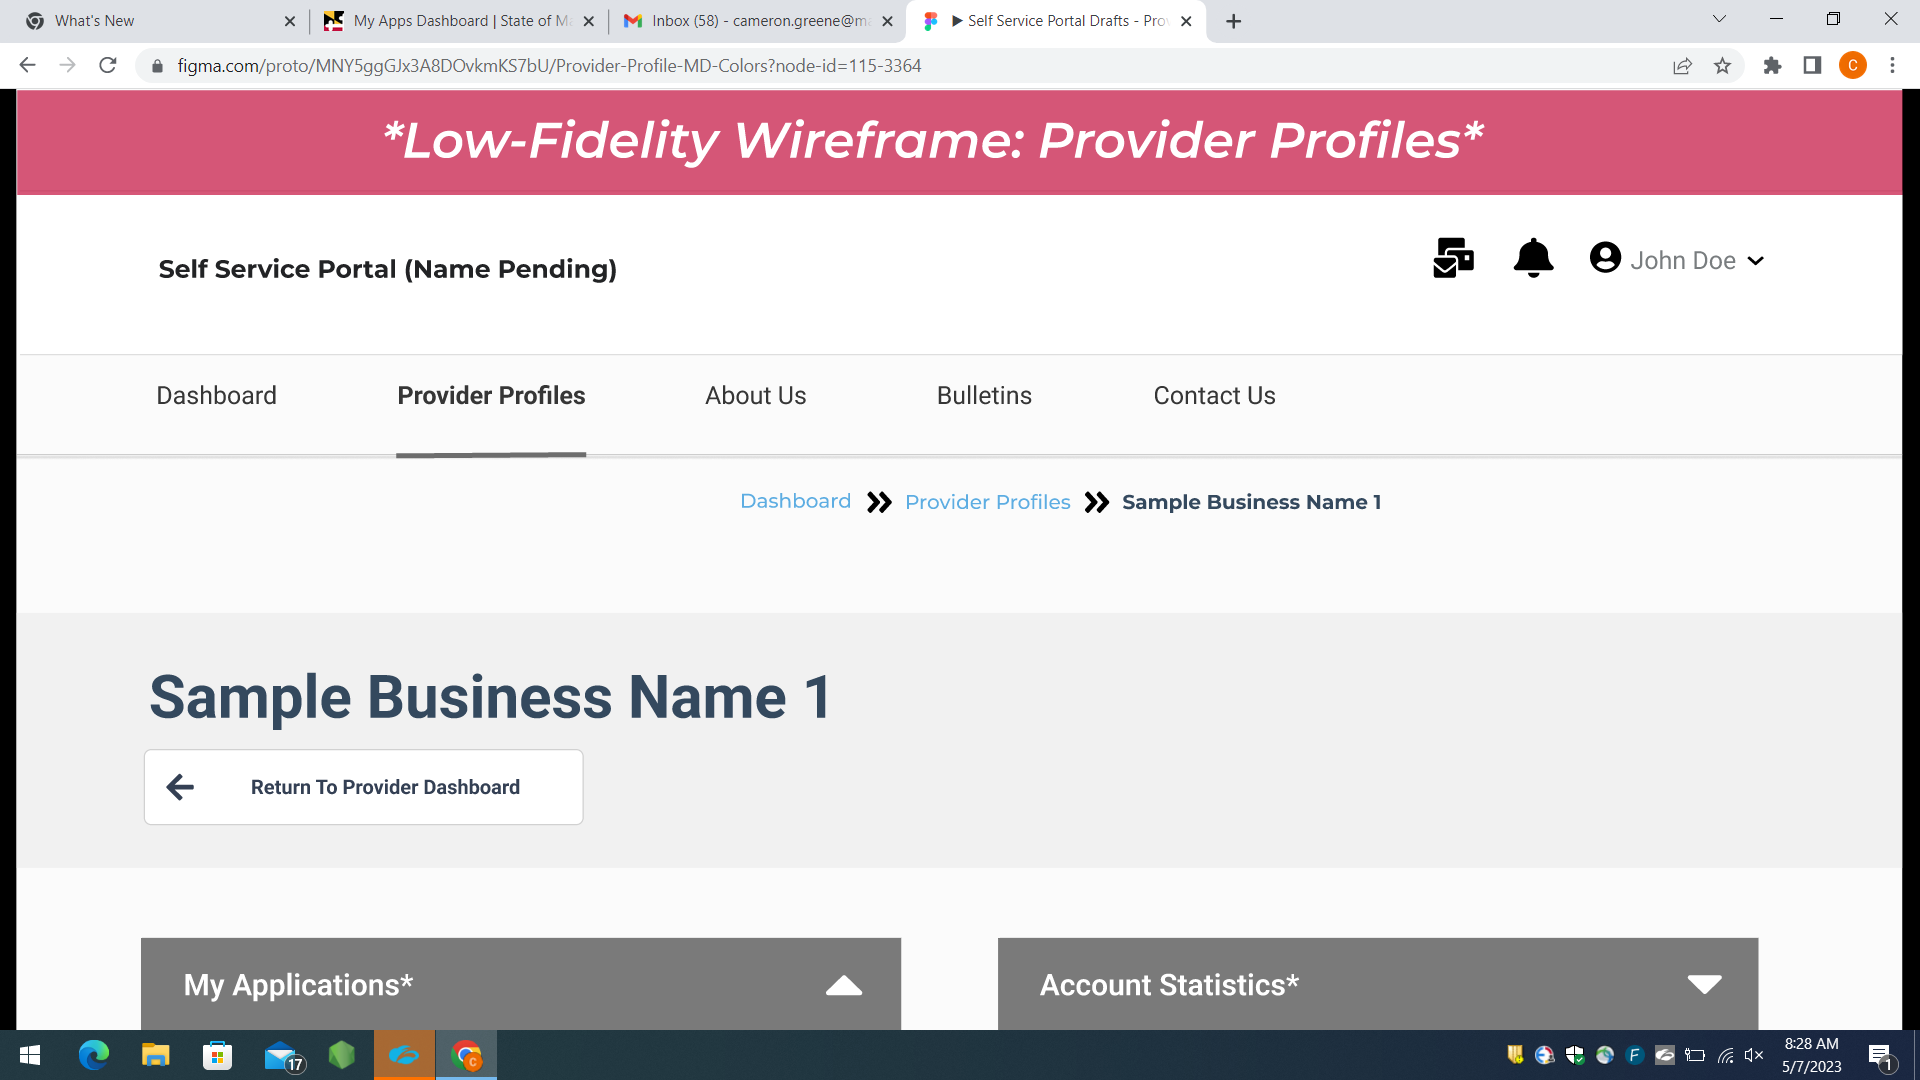 What's New
My Apps Dashboard | State of Ma
Inbox (58) - cameron.greene@ma
Self Service Portal Drafts - Prov
figma.com/proto/MNY5ggGJx3A8DOvkmKS7bU/Provider-Profile-MD-Colors?node-id=115-3364
C
*Low-Fidelity Wireframe: Provider Profiles*
Self Service Portal (Name Pending)
John Doe
Dashboard
Provider Profiles
About Us
Bulletins
Contact Us
Dashboard
Provider Profiles
Sample Business Name 1
Sample Business Name 1
Return To Provider Dashboard
My Applications*
Account Statistics*
17
C
F
8:28 AM
5/7/2023
1